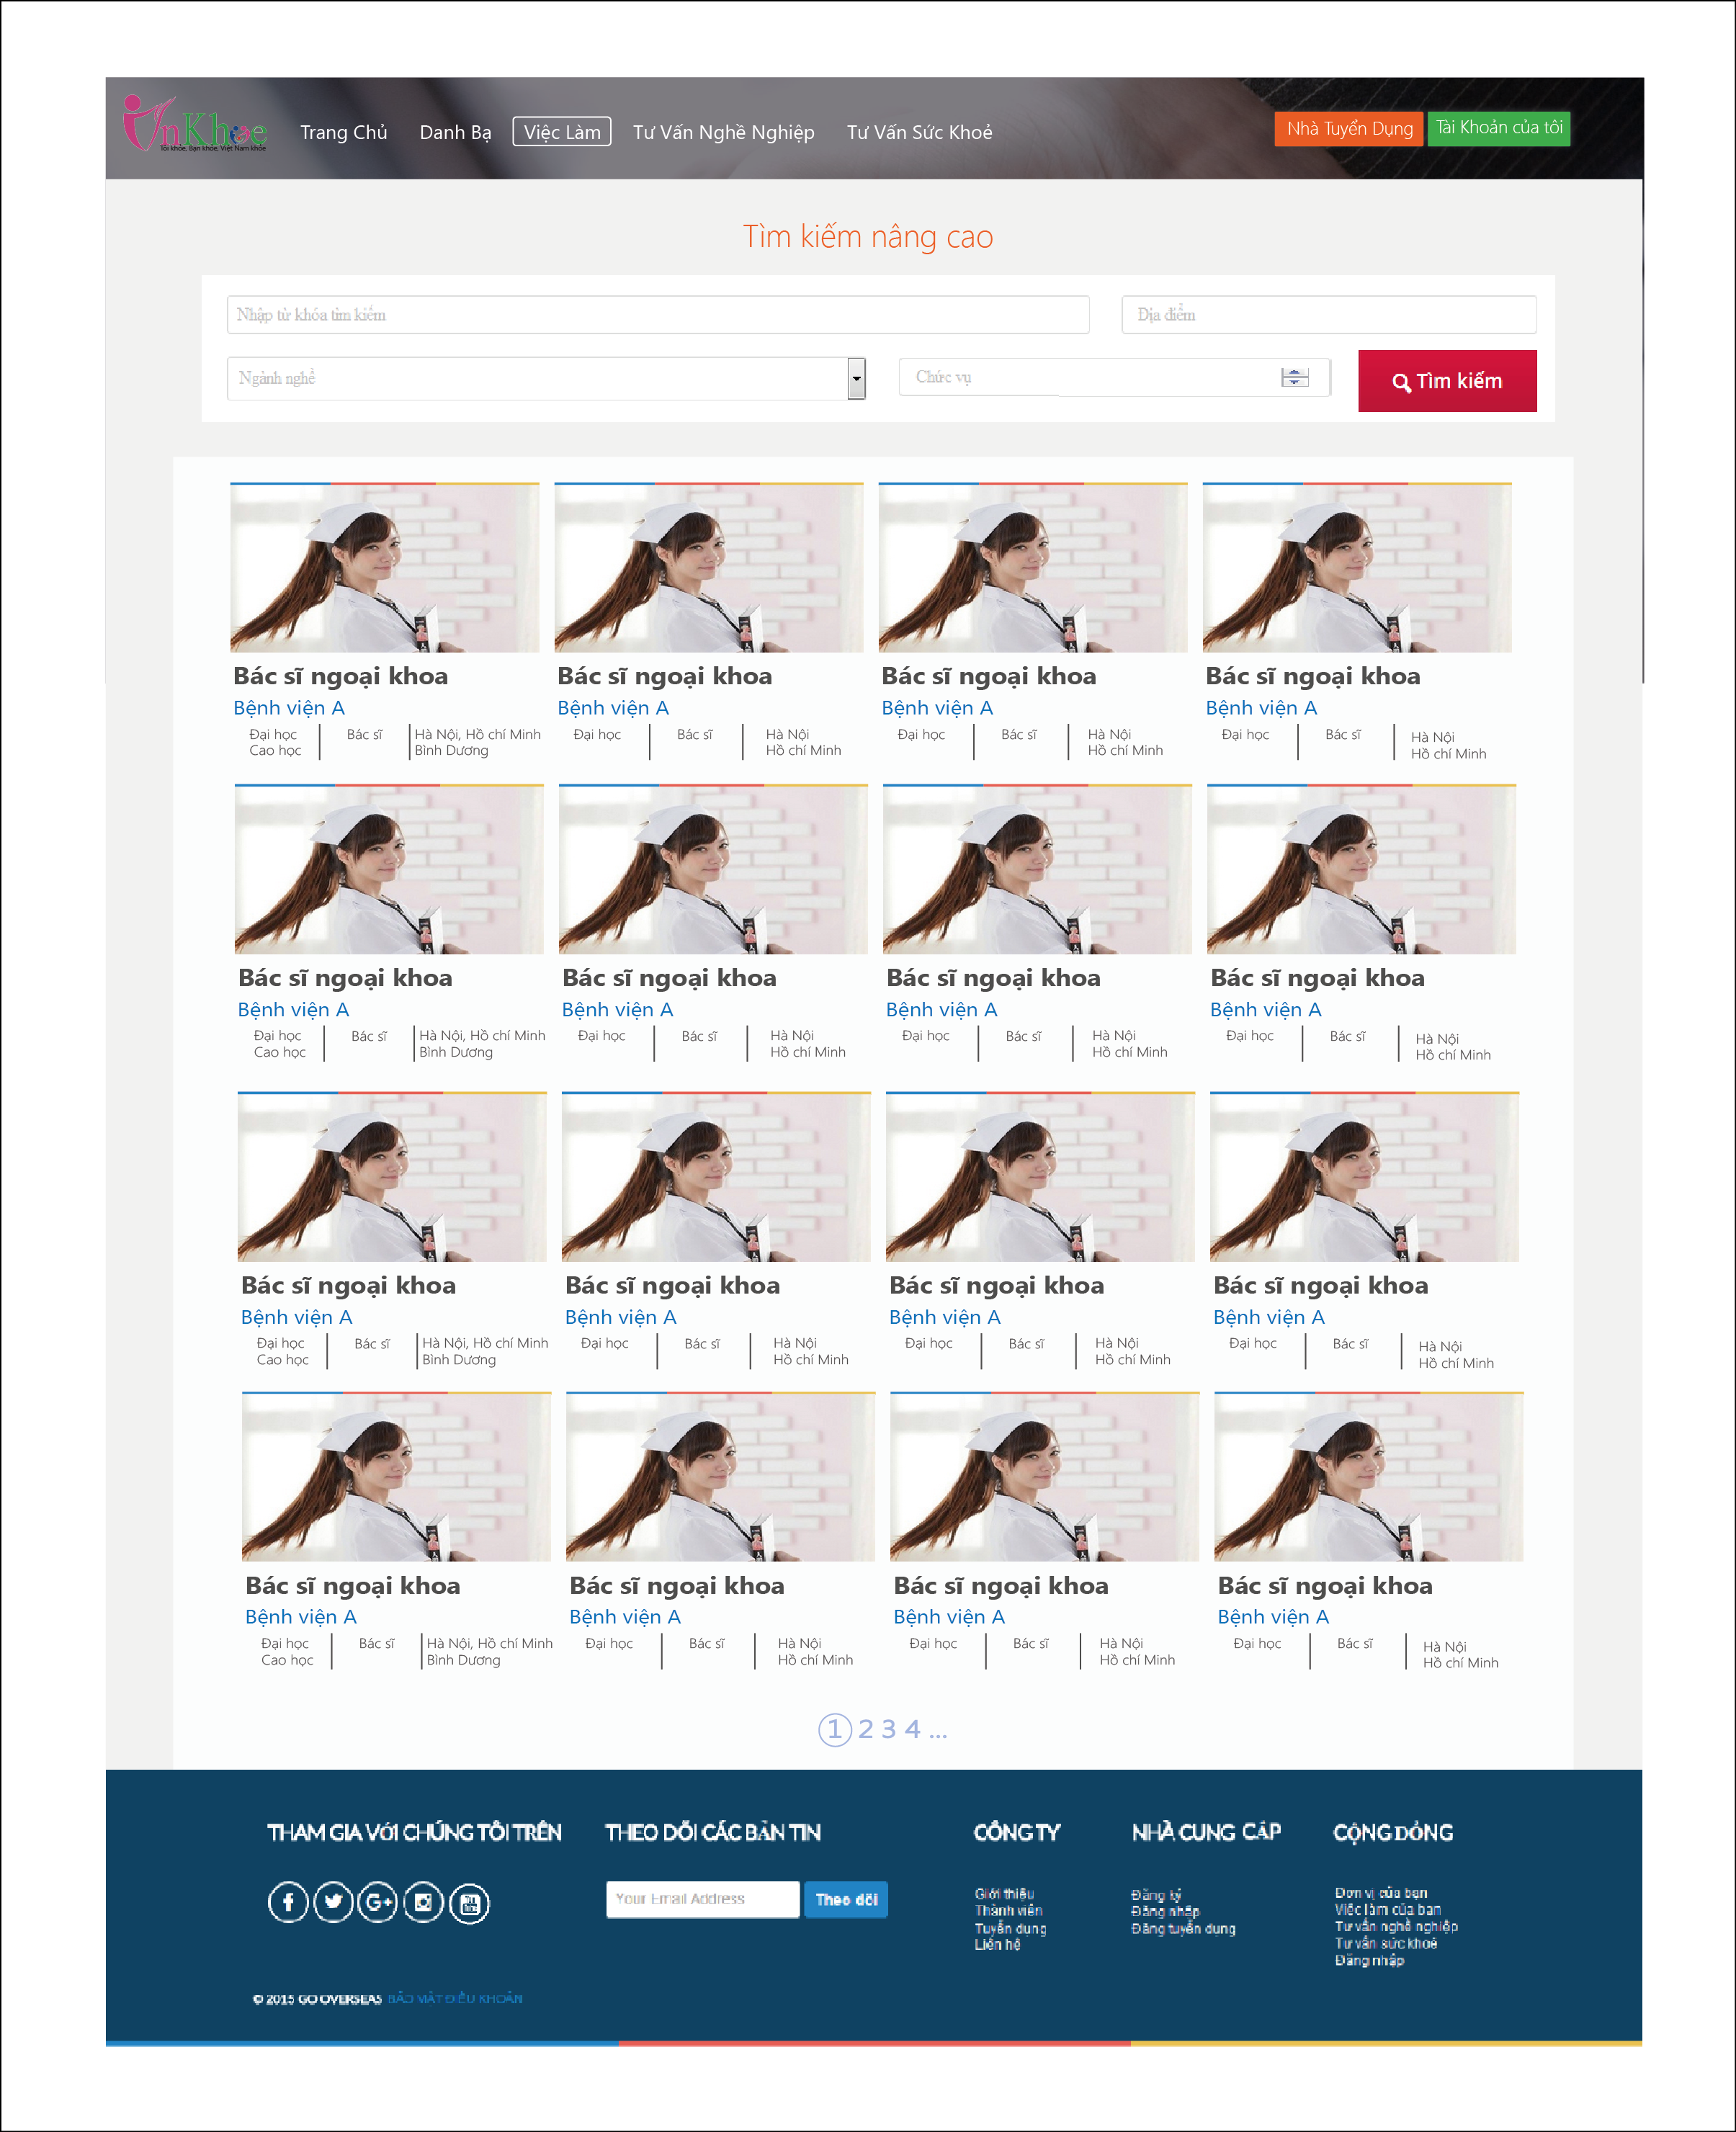 VnKhoe
Tôi khỏe, Bạn khỏe, Việt Nam khỏe
Trang Chủ Danh Bạ Việc Làm Tư Vấn Nghề Nghiệp Tư Vấn Sức Khoẻ Nhà Tuyển Dụng Tài Khoản của tôi
Tìm kiếm nâng cao
Nhập từ khóa tìm kiếm Địa điểm
Ngành nghề Chức vụ Tìm kiếm
Bác sĩ ngoại khoa Bác sĩ ngoại khoa Bác sĩ ngoại khoa Bác sĩ ngoại khoa
Bệnh viện A Bệnh viện A Bệnh viện A Bệnh viện A
Đại học Bác sĩ Hà Nội, Hồ chí Minh Đại học Bác sĩ Hà Nội Đại học Bác sĩ Hà Nội Đại học Bác sĩ Hà Nội
Cao học Bình Dương Hồ chí Minh Hồ chí Minh Hồ chí Minh
Bác sĩ ngoại khoa Bác sĩ ngoại khoa Bác sĩ ngoại khoa Bác sĩ ngoại khoa
Bệnh viện A Bệnh viện A Bệnh viện A Bệnh viện A
Đại học Bác sĩ Hà Nội, Hồ chí Minh Đại học Bác sĩ Hà Nội Đại học Bác sĩ Hà Nội Đại học Bác sĩ Hà Nội
Cao học Bình Dương Hồ chí Minh Hồ chí Minh Hồ chí Minh
Bác sĩ ngoại khoa Bác sĩ ngoại khoa Bác sĩ ngoại khoa Bác sĩ ngoại khoa
Bệnh viện A Bệnh viện A Bệnh viện A Bệnh viện A
Đại học Bác sĩ Hà Nội, Hồ chí Minh Đại học Bác sĩ Hà Nội Đại học Bác sĩ Hà Nội Đại học Bác sĩ Hà Nội
Cao học Bình Dương Hồ chí Minh Hồ chí Minh Hồ chí Minh
Bác sĩ ngoại khoa Bác sĩ ngoại khoa Bác sĩ ngoại khoa Bác sĩ ngoại khoa
Bệnh viện A Bệnh viện A Bệnh viện A Bệnh viện A
Đại học Bác sĩ Hà Nội, Hồ chí Minh Đại học Bác sĩ Hà Nội Đại học Bác sĩ Hà Nội Đại học Bác sĩ Hà Nội
Cao học Bình Dương Hồ chí Minh Hồ chí Minh Hồ chí Minh
1 2 3 4 ...
THAM GIA VỚI CHÚNG TÔI TRÊN
THEO DÕI CÁC BẢN TIN
Your Email Address Theo dõi
CÔNG TY
Giới thiệu
Thành viên
Tuyển dụng
Liên hệ
NHÀ CUNG CẤP
Đăng ký
Đăng nhập
Đăng tuyển dụng
CỘNG ĐỒNG
Đơn vị của bạn
Việc làm của bạn
Tư vấn nghề nghiệp
Tư vấn sức khoẻ
Đăng nhập
© 2015 GO OVERSEAS BẢO MẬT ĐIỀU KHOẢN